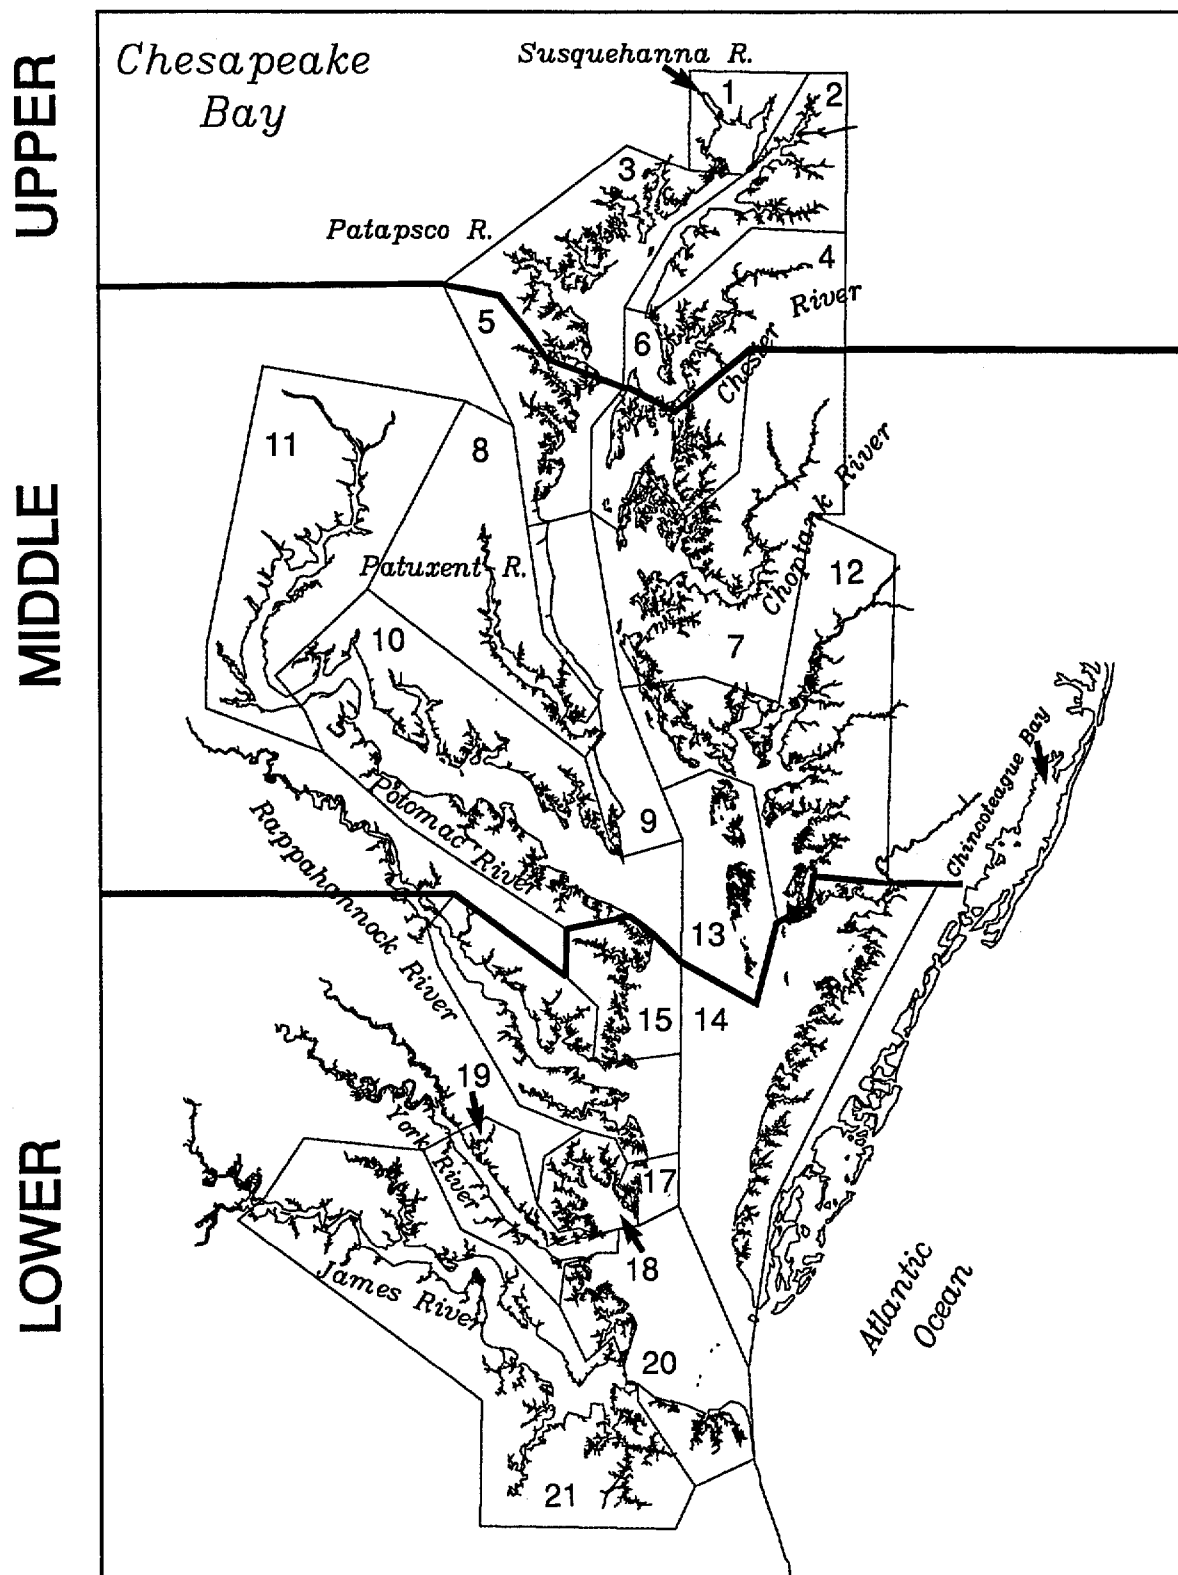 UPPER
Chesapeake
Bay
Susquehanna R.
1
2
3
Patapsco R.
4
River
Chester
5
6
MIDDLE
11
8
Choptank River
Patuxent R.
12
10
7
Chincoteague Bay
Potomac River
9
Rappahannock River
13
15
14
LOWER
19
York River
17
18
James River
Atlantic
Ocean
20
21